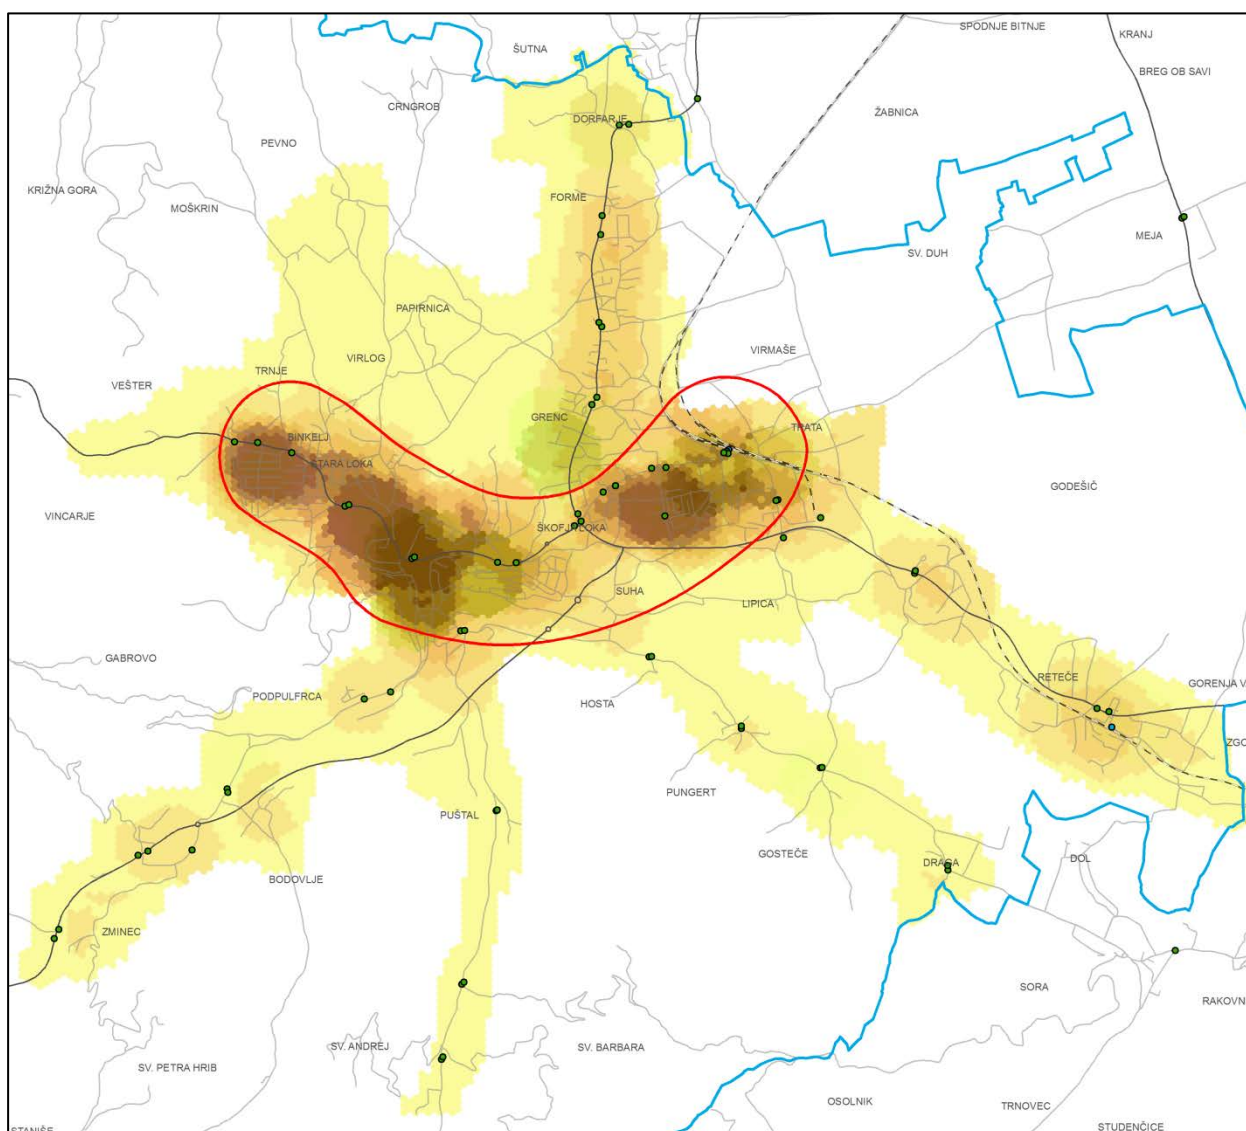 SPODNJE BITNJE
KRANJ
ŠUTNA
BREG OB SAVI
CRNGROB
DORFARJE
ŽABNICA
PEVNO
KRIŽNA GORA
FORME
MOŠKRIN
MEJA
SV. DUH
PAPIRNICA
VIRMAŠE
VIRLOG
TRNJE
VEŠTER
GRENC
TRATA
BINKELJ
STARA LOKA
GODEŠIČ
VINCARJE
ŠKOFJA LOKA
SUHA
LIPICA
GABROVO
RETEČE
GORENJA V
PODPULFRCA
HOSTA
ZGO
PUNGERT
PUŠTAL
GOSTEČE
DRAGA
DOL
BODOVLJE
ZMINEC
SORA
RAKOVN
SV. ANDREJ
SV. BARBARA
SV. PETRA HRIB
OSOLNIK
TRNOVEC
STANIŠE
STUDENČICE